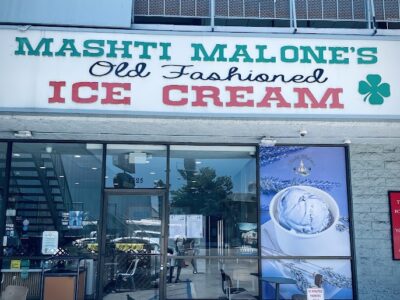 MASHTI MALONE'S
Old Fashioned
ICE CREAM